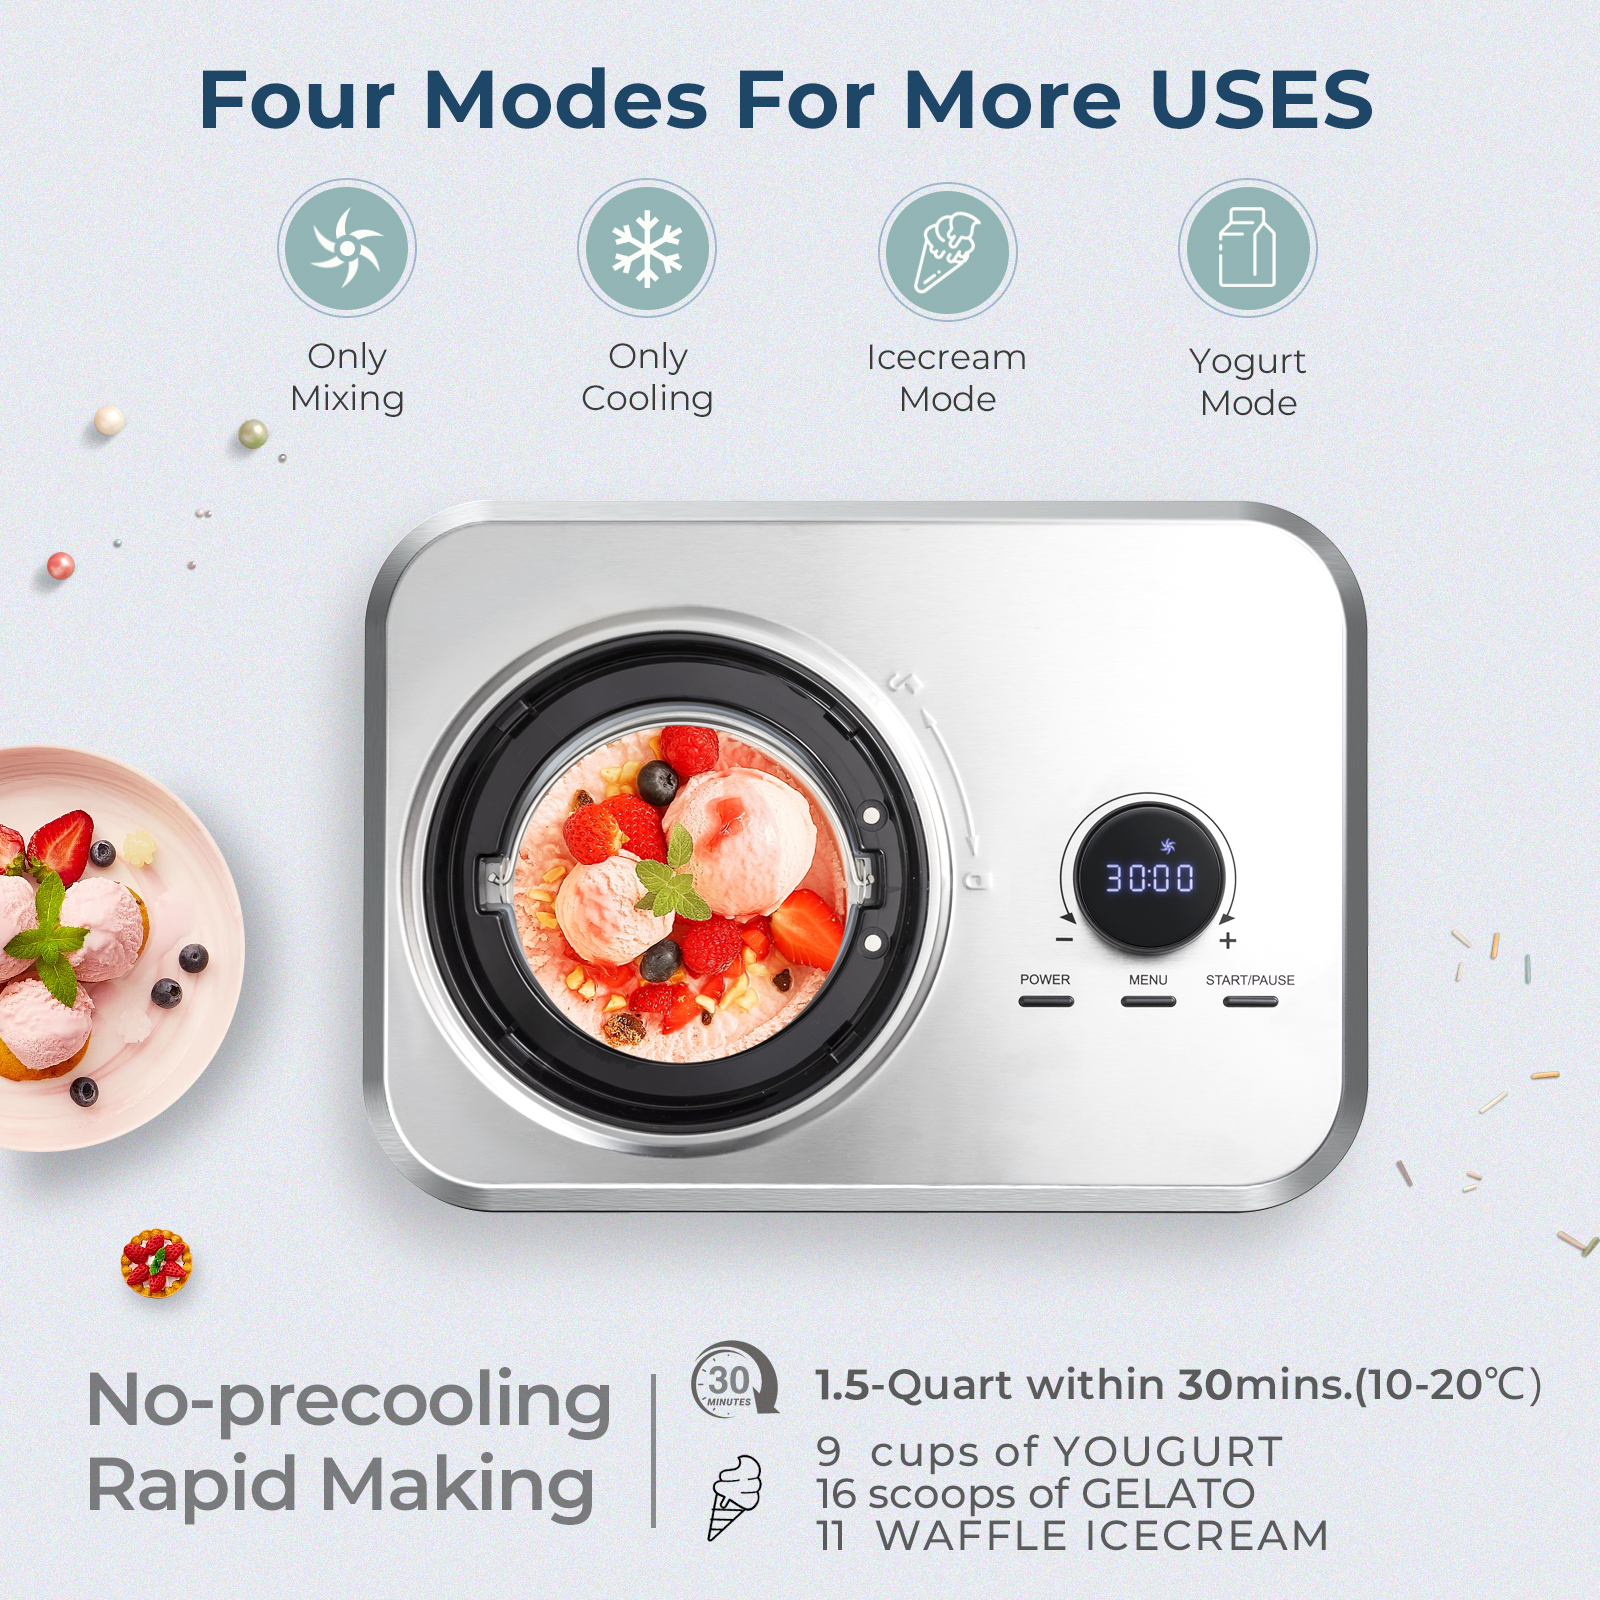 Four Modes For More USES
Only
Mixing
Only
Cooling
Icecream
Mode
Yogurt
Mode
30:00
− +
POWER MENU START/PAUSE
No-precooling
Rapid Making
30
MINUTES
1.5-Quart within 30mins.(10-20℃)
9 cups of YOUGURT
16 scoops of GELATO
11 WAFFLE ICECREAM